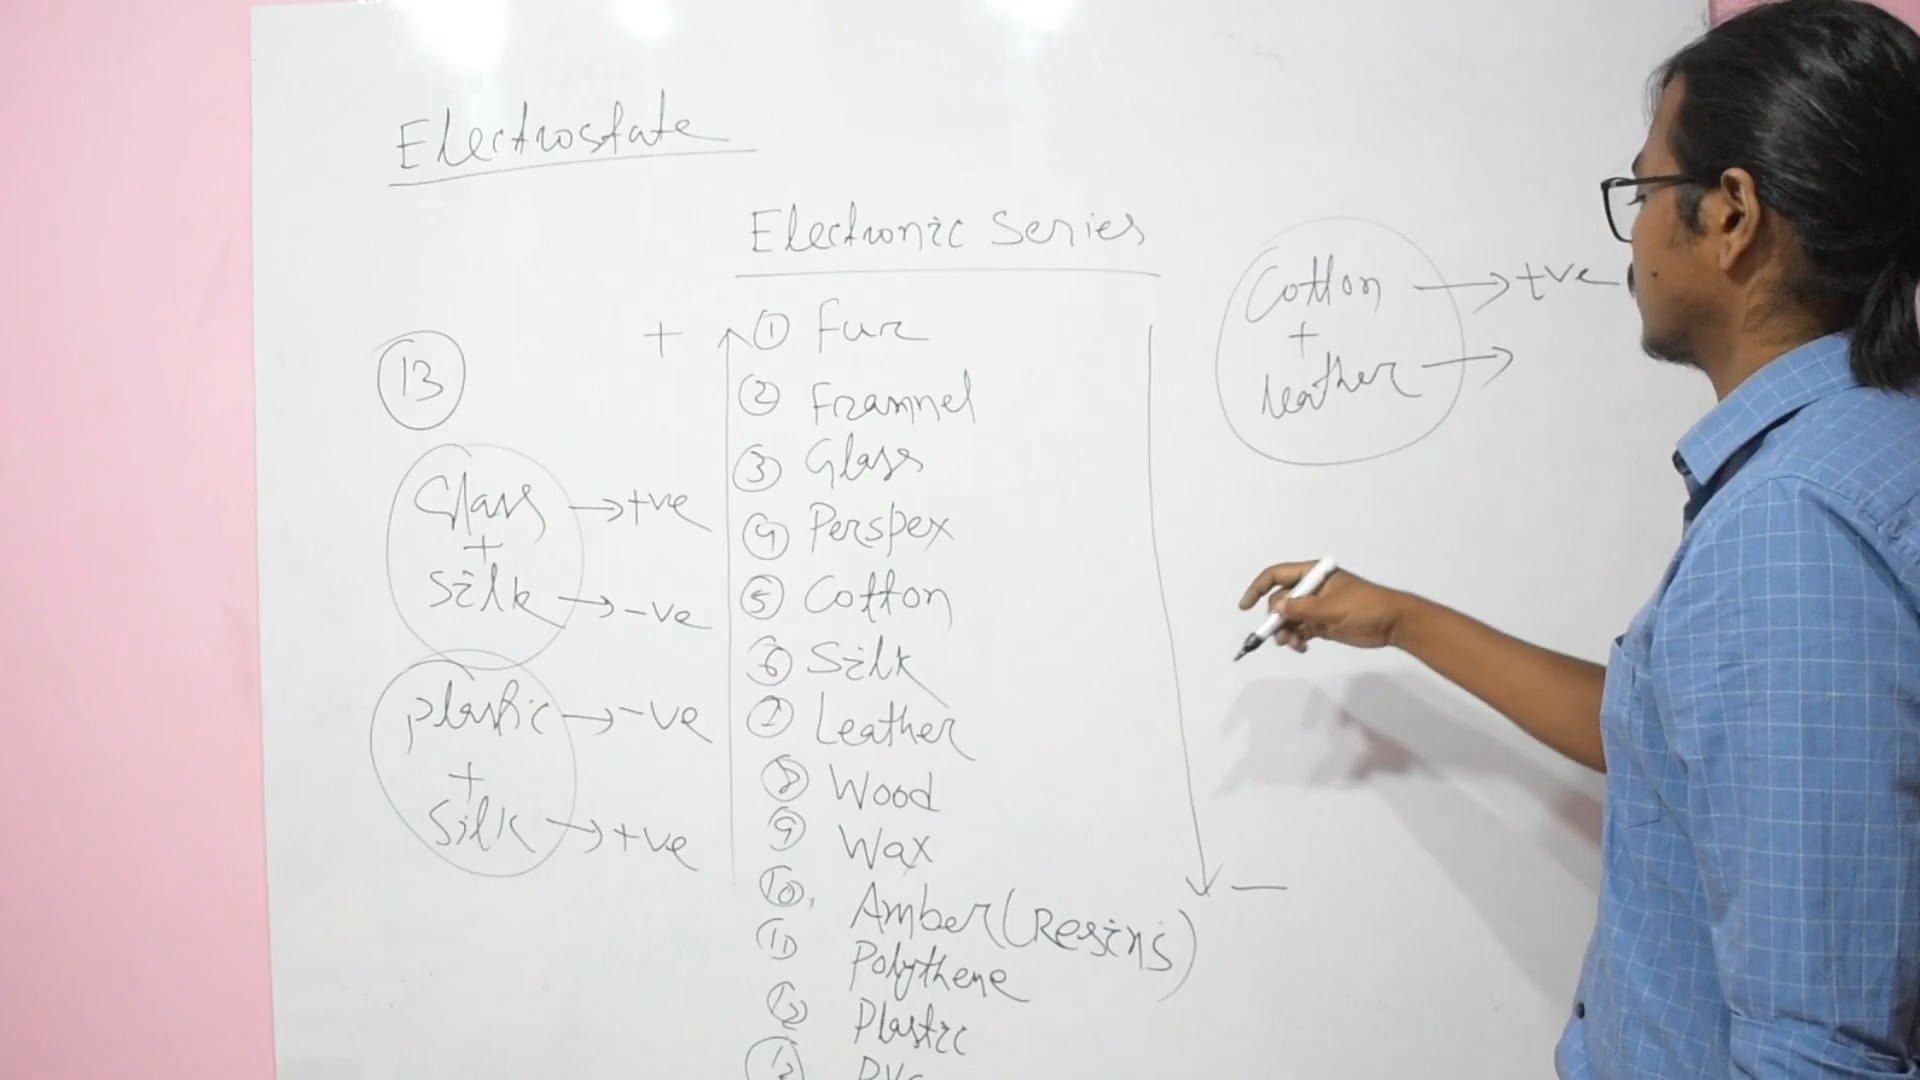 Electrostate
Electronic Series
+
① Fur
② Frannel
③ Glass
④ Perspex
⑤ Cotton
⑥ Silk
⑦ Leather
⑧ Wood
⑨ Wax
⑩, Amber (Resins)
⑪ Polythene
⑫ Plastic
⑬ PVC
⑬
Glass → +ve
+
Silk → -ve
Plastic → -ve
+
Silk → +ve
Cotton → +ve
+
Leather →
—